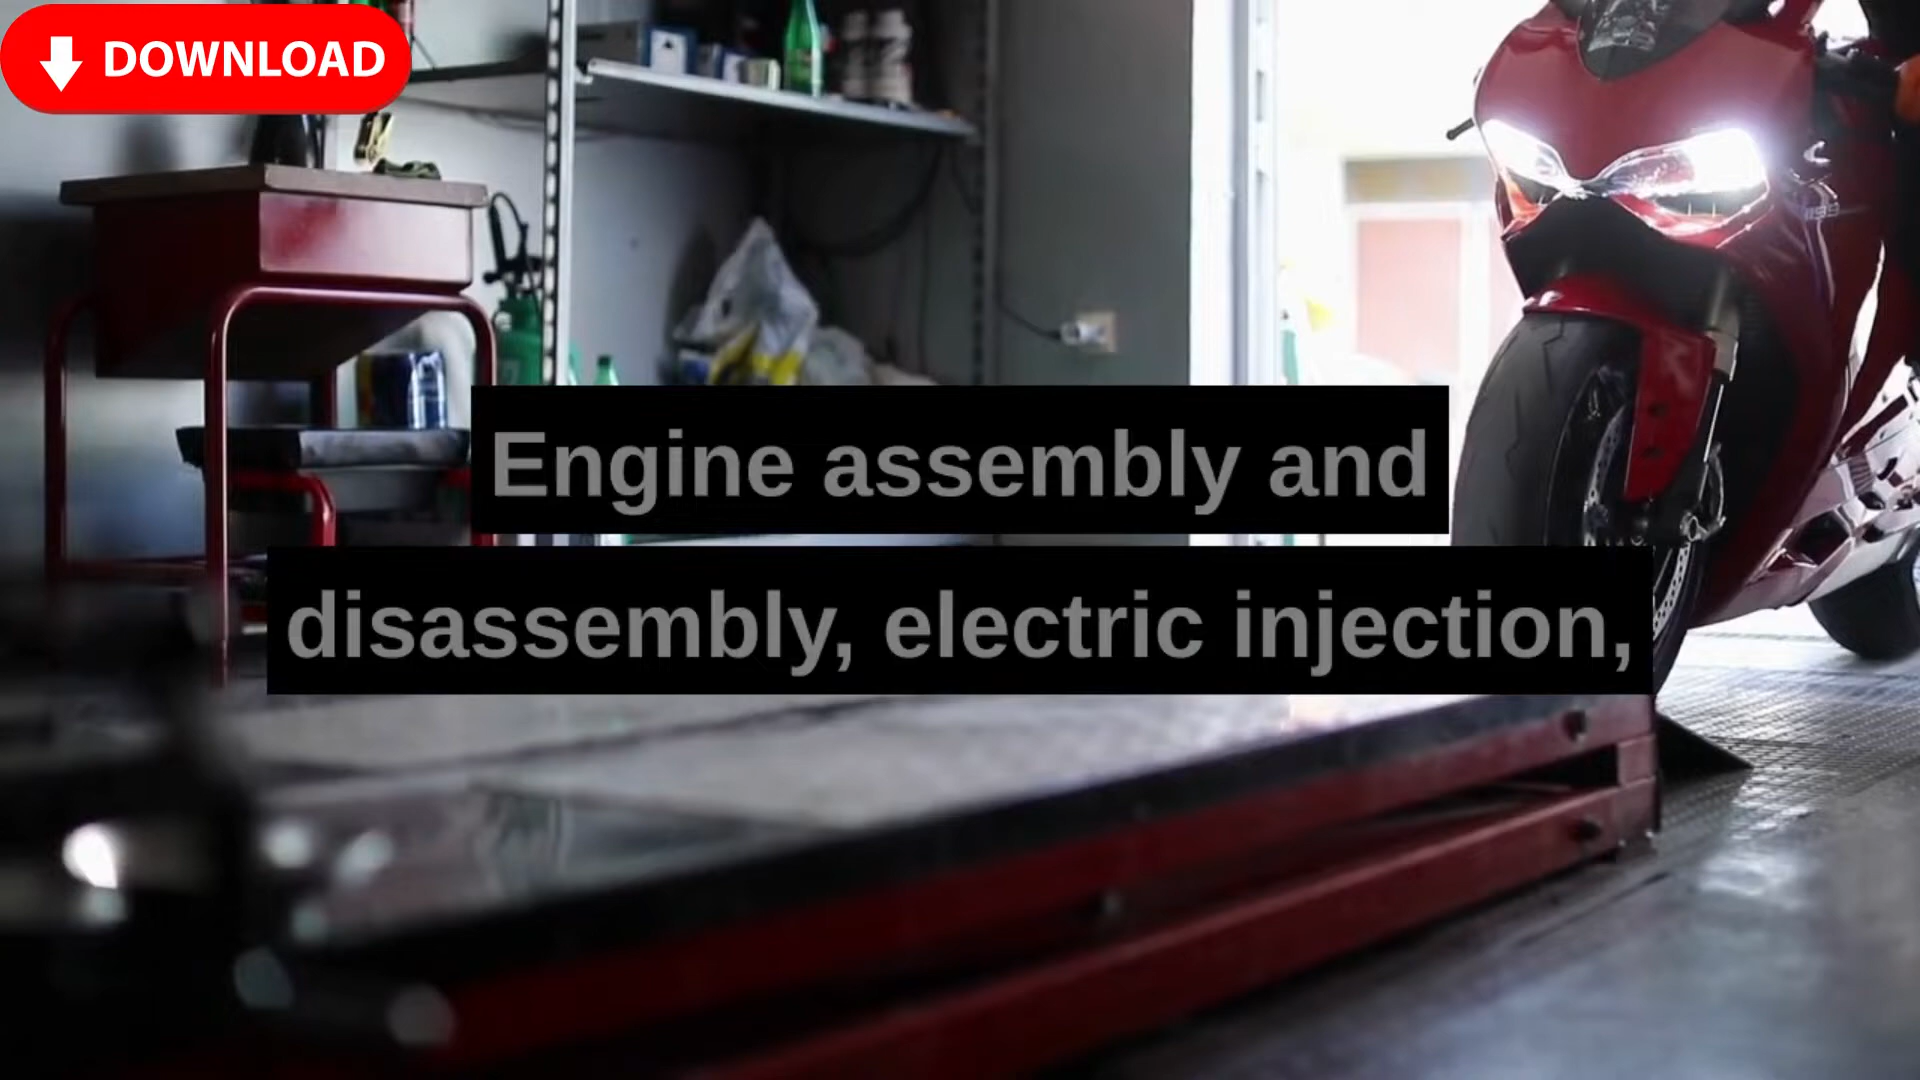 DOWNLOAD
Engine assembly and
disassembly, electric injection,